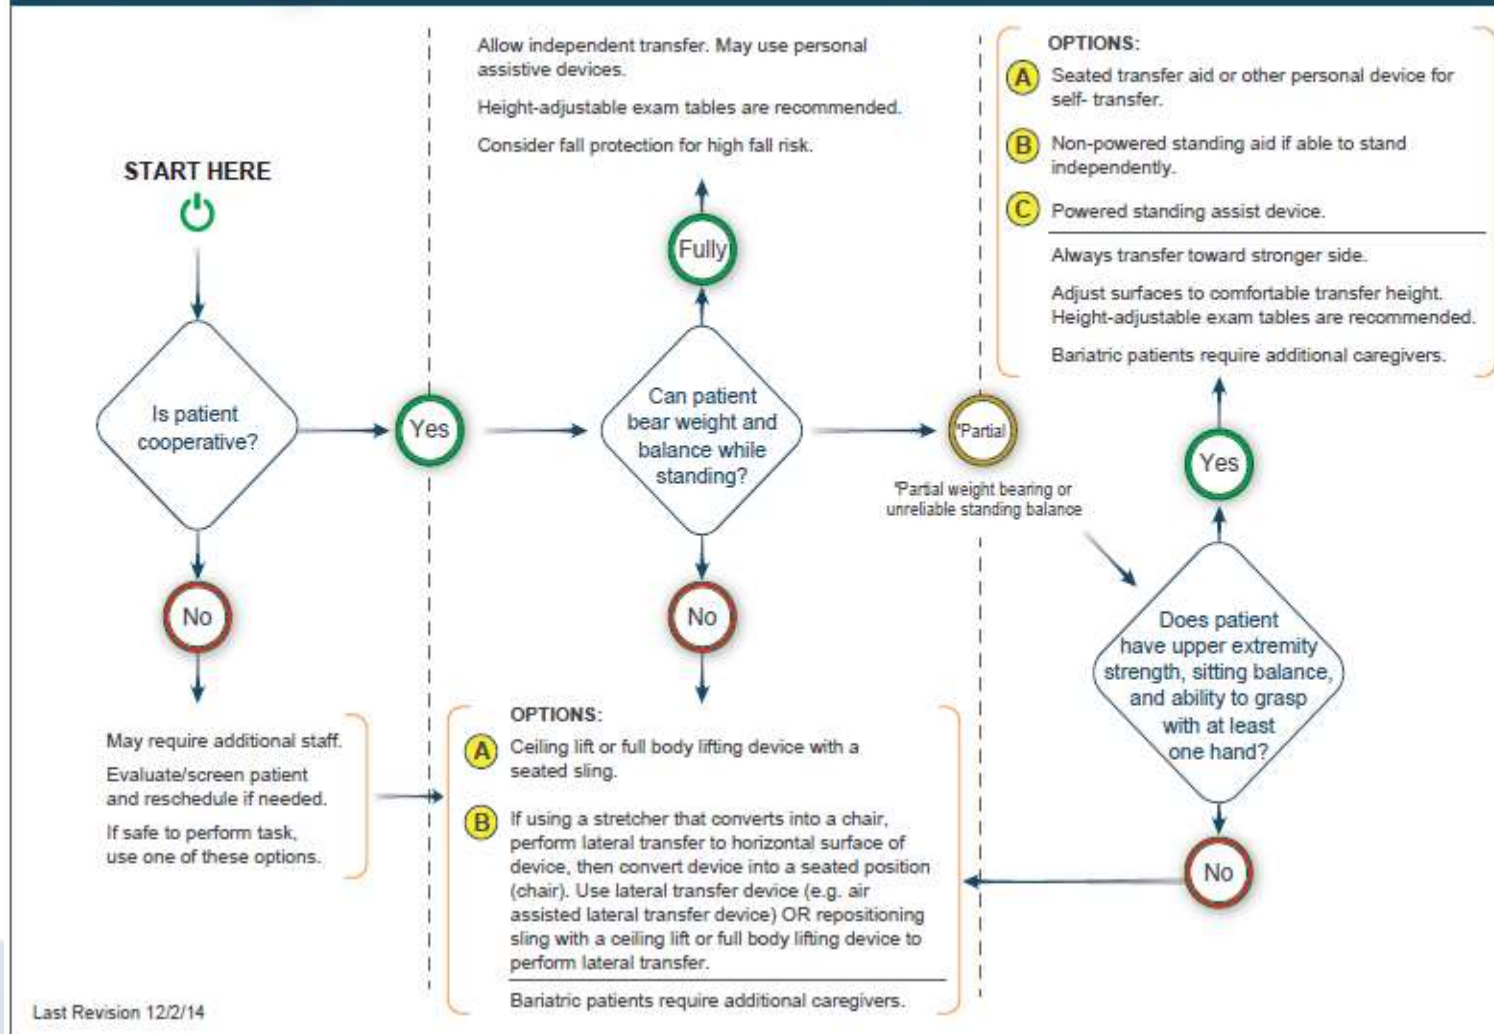 START HERE
Is patient
cooperative?
Yes
No
May require additional staff.
Evaluate/screen patient
and reschedule if needed.
If safe to perform task,
use one of these options.
Allow independent transfer. May use personal
assistive devices.
Height-adjustable exam tables are recommended.
Consider fall protection for high fall risk.
Fully
Can patient
bear weight and
balance while
standing?
*Partial
*Partial weight bearing or
unreliable standing balance
No
OPTIONS:
A Ceiling lift or full body lifting device with a
seated sling.
B If using a stretcher that converts into a chair,
perform lateral transfer to horizontal surface of
device, then convert device into a seated position
(chair). Use lateral transfer device (e.g. air
assisted lateral transfer device) OR repositioning
sling with a ceiling lift or full body lifting device to
perform lateral transfer.
Bariatric patients require additional caregivers.
OPTIONS:
A Seated transfer aid or other personal device for
self- transfer.
B Non-powered standing aid if able to stand
independently.
C Powered standing assist device.
Always transfer toward stronger side.
Adjust surfaces to comfortable transfer height.
Height-adjustable exam tables are recommended.
Bariatric patients require additional caregivers.
Yes
Does patient
have upper extremity
strength, sitting balance,
and ability to grasp
with at least
one hand?
No
Last Revision 12/2/14